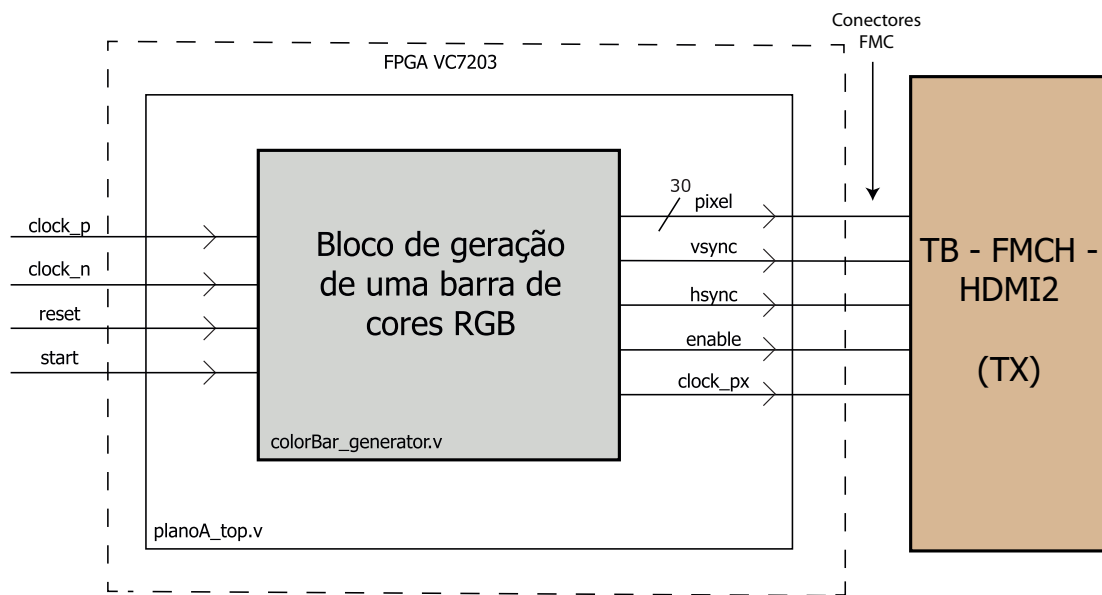 Conectores
FMC
FPGA VC7203
clock_p
clock_n
reset
start
Bloco de geração
de uma barra de
cores RGB
colorBar_generator.v
planoA_top.v
30
pixel
vsync
hsync
enable
clock_px
TB - FMCH -
HDMI2
(TX)